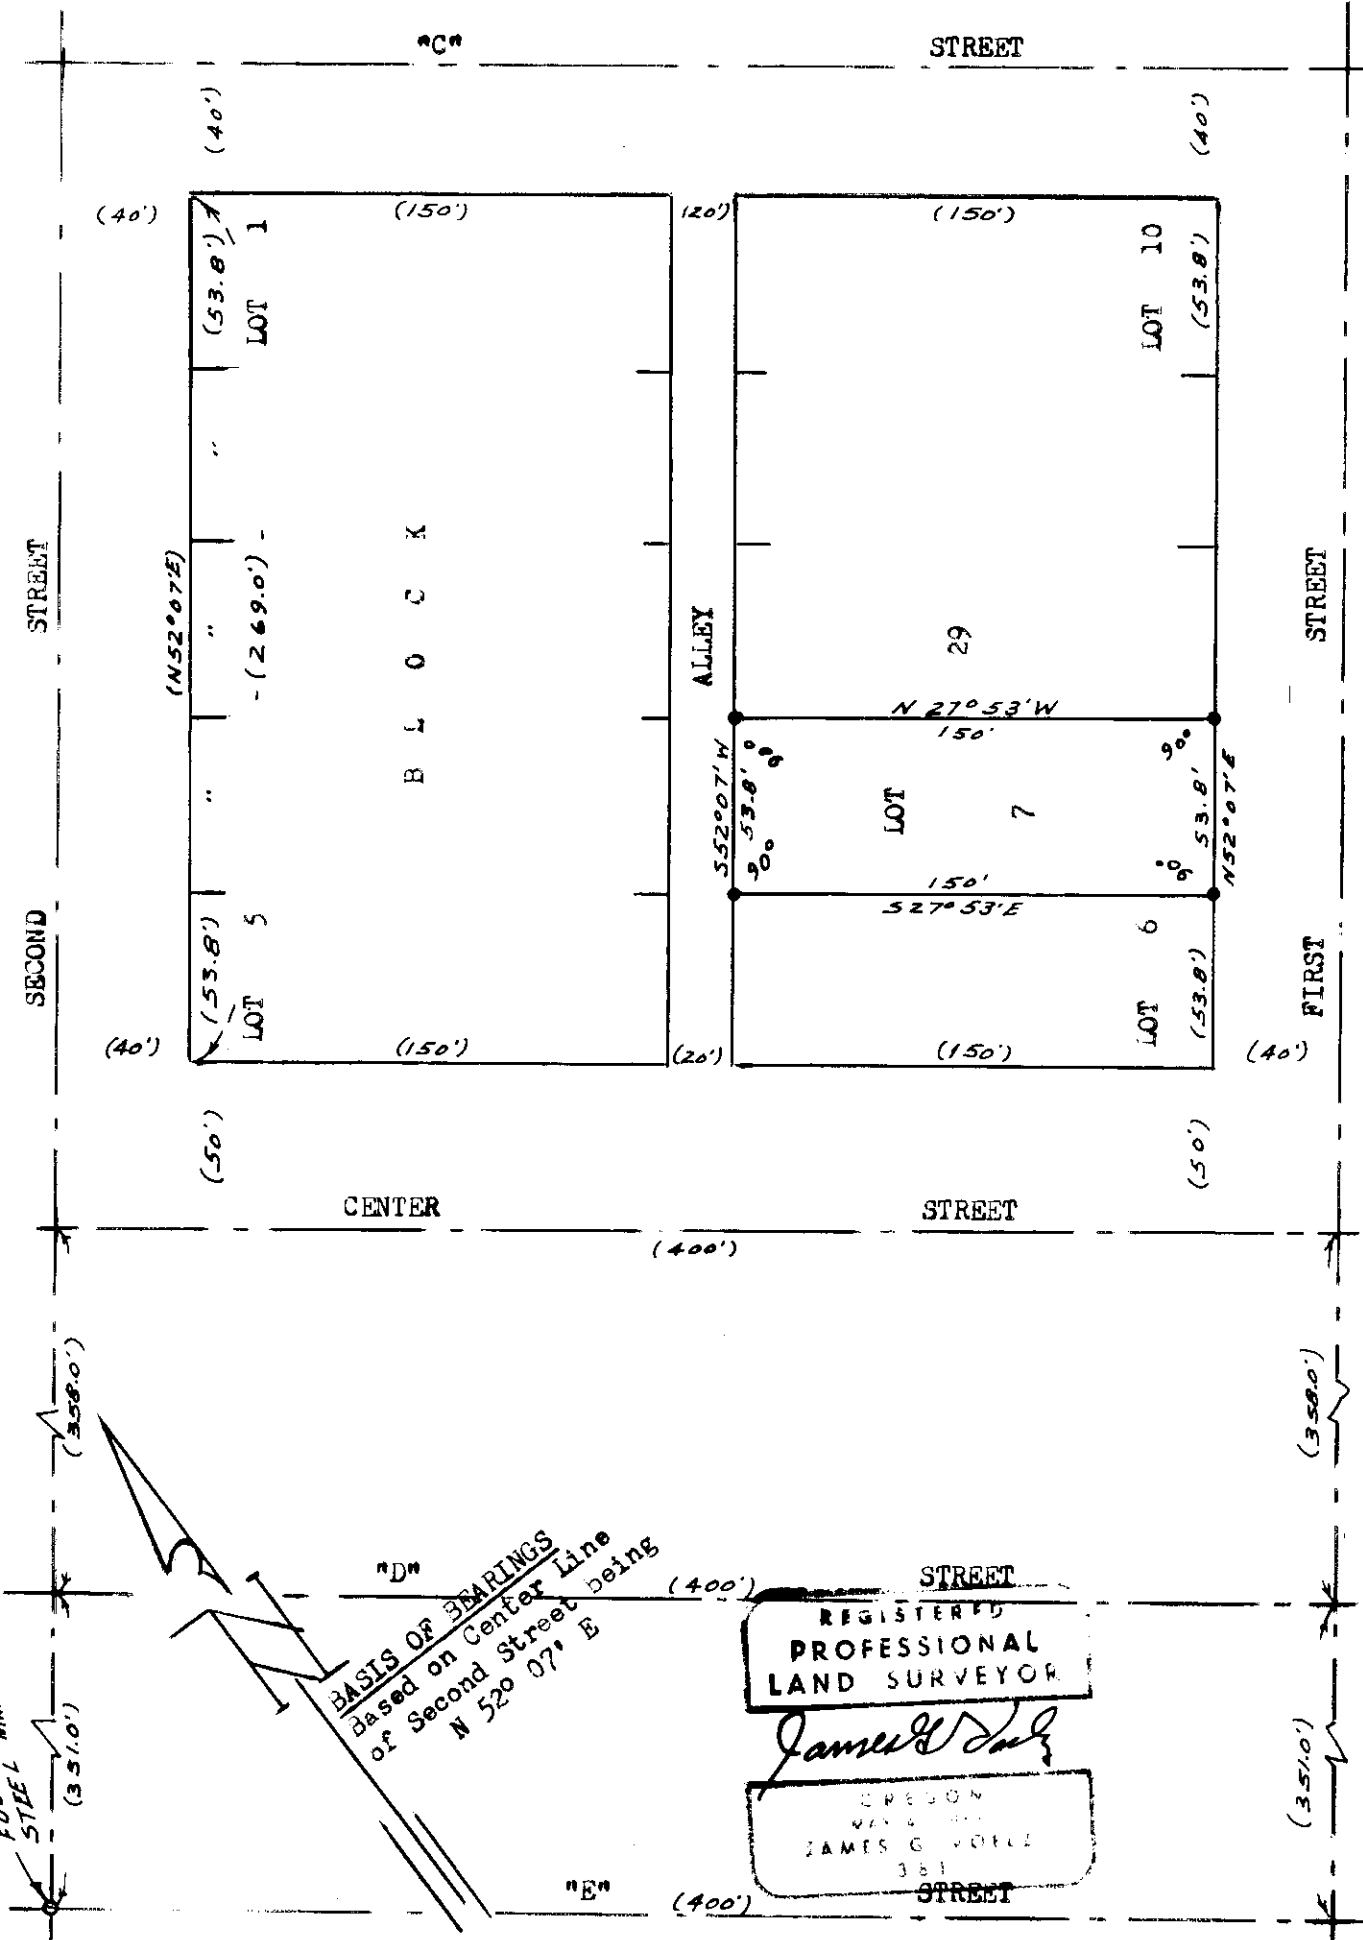 "C" STREET
(40')
(40')
(40')
(150')
(20')
(150')
(53.8')
LOT 1
LOT 10
(53.8')
"
(N52°07'E)
"
-(269.0')-
"
BLOCK
29
ALLEY
SECOND STREET
FIRST STREET
N 27°53'W
150'
S52°07'W
53.8'
90°
90°
LOT 7
90°
90°
53.8'
N52°07'E
150'
S27°53'E
(53.8')
LOT 5
LOT 6
(53.8')
(40')
(150')
(20')
(150')
(40')
(50')
(50')
CENTER STREET
(400')
(358.0')
(358.0')
"D" STREET
(400')
BASIS OF BEARINGS
Based on Center Line
of Second Street being
N 52° 07' E
REGISTERED
PROFESSIONAL
LAND SURVEYOR
OREGON
JAMES G
381
STEEL
(351.0')
(351.0')
"E" STREET
(400')